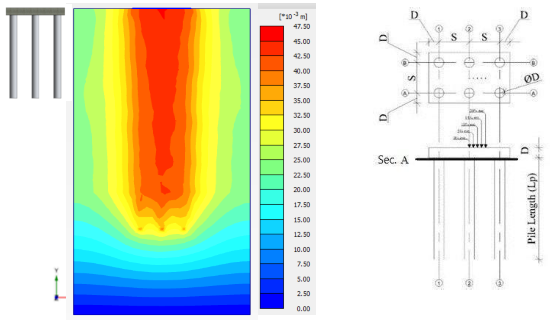 [*10⁻³ m]
47.50
45.00
42.50
40.00
37.50
35.00
32.50
30.00
27.50
25.00
22.50
20.00
17.50
15.00
12.50
10.00
7.50
5.00
2.50
0.00
Y
D
D
1
2
3
S
S
D
B
B
S
ØD
.....
A
A
D
D
Sec. A
Pile Length (Lp)
1
2
3